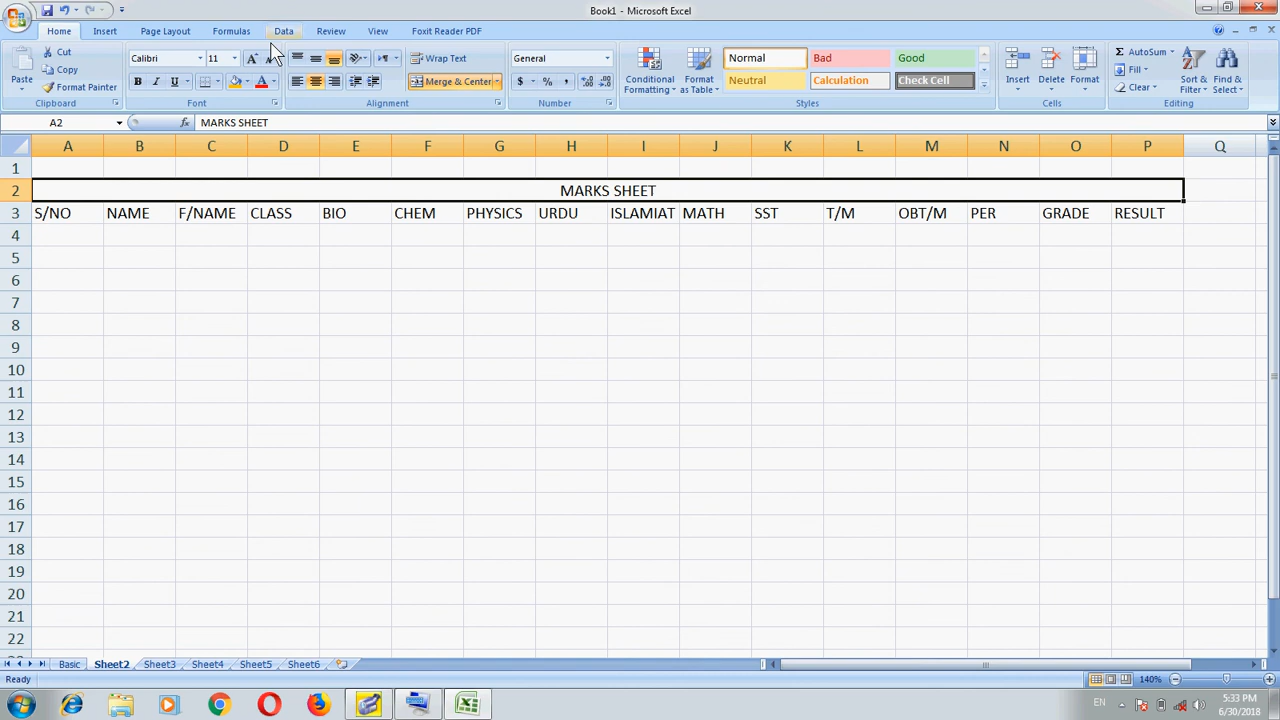 Book1 - Microsoft Excel
Home Insert Page Layout Formulas Data Review View Foxit Reader PDF
Paste
Cut
Copy
Format Painter
Clipboard
Calibri 11
B I U
Font
Wrap Text
Merge & Center
Alignment
General
$ % ,
Number
Conditional Formatting
Format as Table
Normal Bad Good
Neutral Calculation Check Cell
Styles
Insert Delete Format
Cells
Σ AutoSum
Fill
Clear
Sort & Filter
Find & Select
Editing
A2 fx MARKS SHEET
A B C D E F G H I J K L M N O P Q
1
2 MARKS SHEET
3 S/NO NAME F/NAME CLASS BIO CHEM PHYSICS URDU ISLAMIAT MATH SST T/M OBT/M PER GRADE RESULT
4
5
6
7
8
9
10
11
12
13
14
15
16
17
18
19
20
21
22
Basic Sheet2 Sheet3 Sheet4 Sheet5 Sheet6
Ready 140%
EN 5:33 PM
6/30/2018